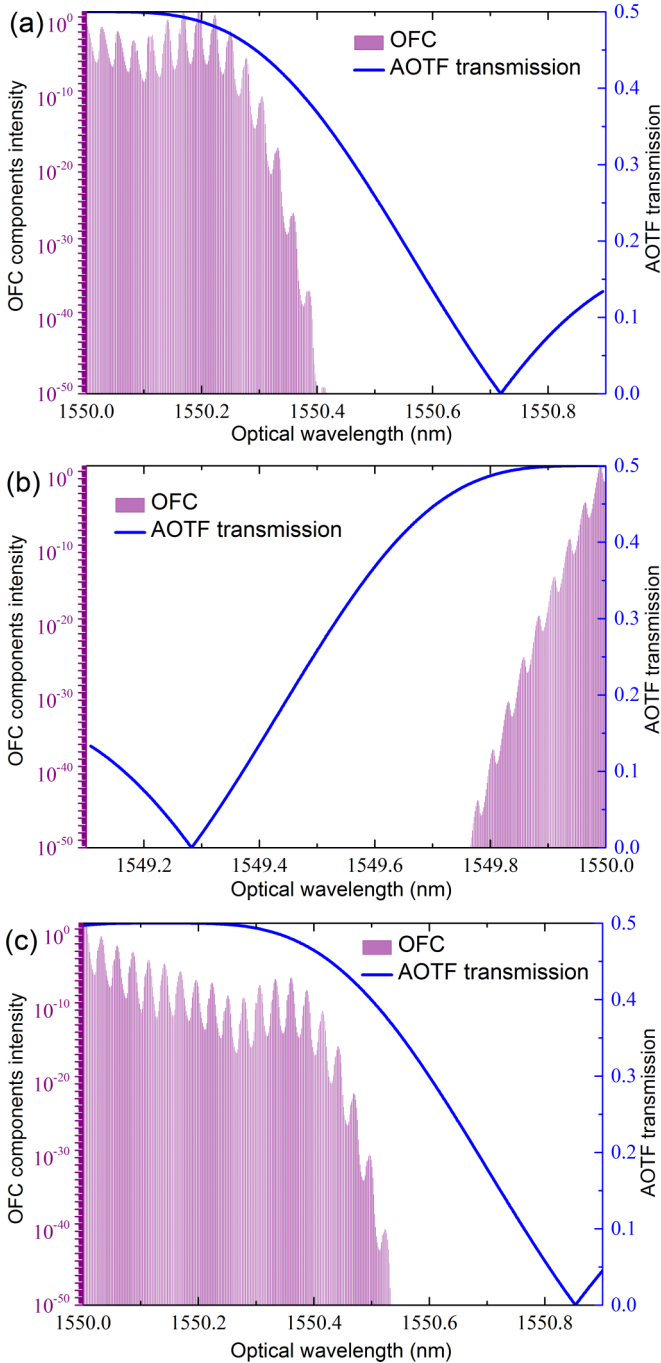 (a)
OFC
AOTF transmission
OFC components intensity
10^0
10^-10
10^-20
10^-30
10^-40
10^-50
0.5
0.4
0.3
0.2
0.1
0.0
AOTF transmission
1550.0 1550.2 1550.4 1550.6 1550.8
Optical wavelength (nm)
(b)
OFC
AOTF transmission
OFC components intensity
10^0
10^-10
10^-20
10^-30
10^-40
10^-50
0.5
0.4
0.3
0.2
0.1
0.0
AOTF transmission
1549.2 1549.4 1549.6 1549.8 1550.0
Optical wavelength (nm)
(c)
OFC
AOTF transmission
OFC components intensity
10^0
10^-10
10^-20
10^-30
10^-40
10^-50
0.5
0.4
0.3
0.2
0.1
0.0
AOTF transmission
1550.0 1550.2 1550.4 1550.6 1550.8
Optical wavelength (nm)